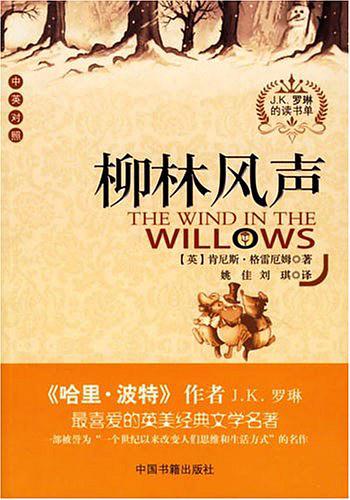 中英对照
J.K. 罗琳
的读书单
柳林风声
THE WIND IN THE
WILLOWS
【英】肯尼斯·格雷厄姆 著
姚佳 刘琪 译
《哈里·波特》作者 J.K. 罗琳
最喜爱的英美经典文学名著
一部被誉为“一个世纪以来改变人们思维和生活方式”的名作
中国书籍出版社